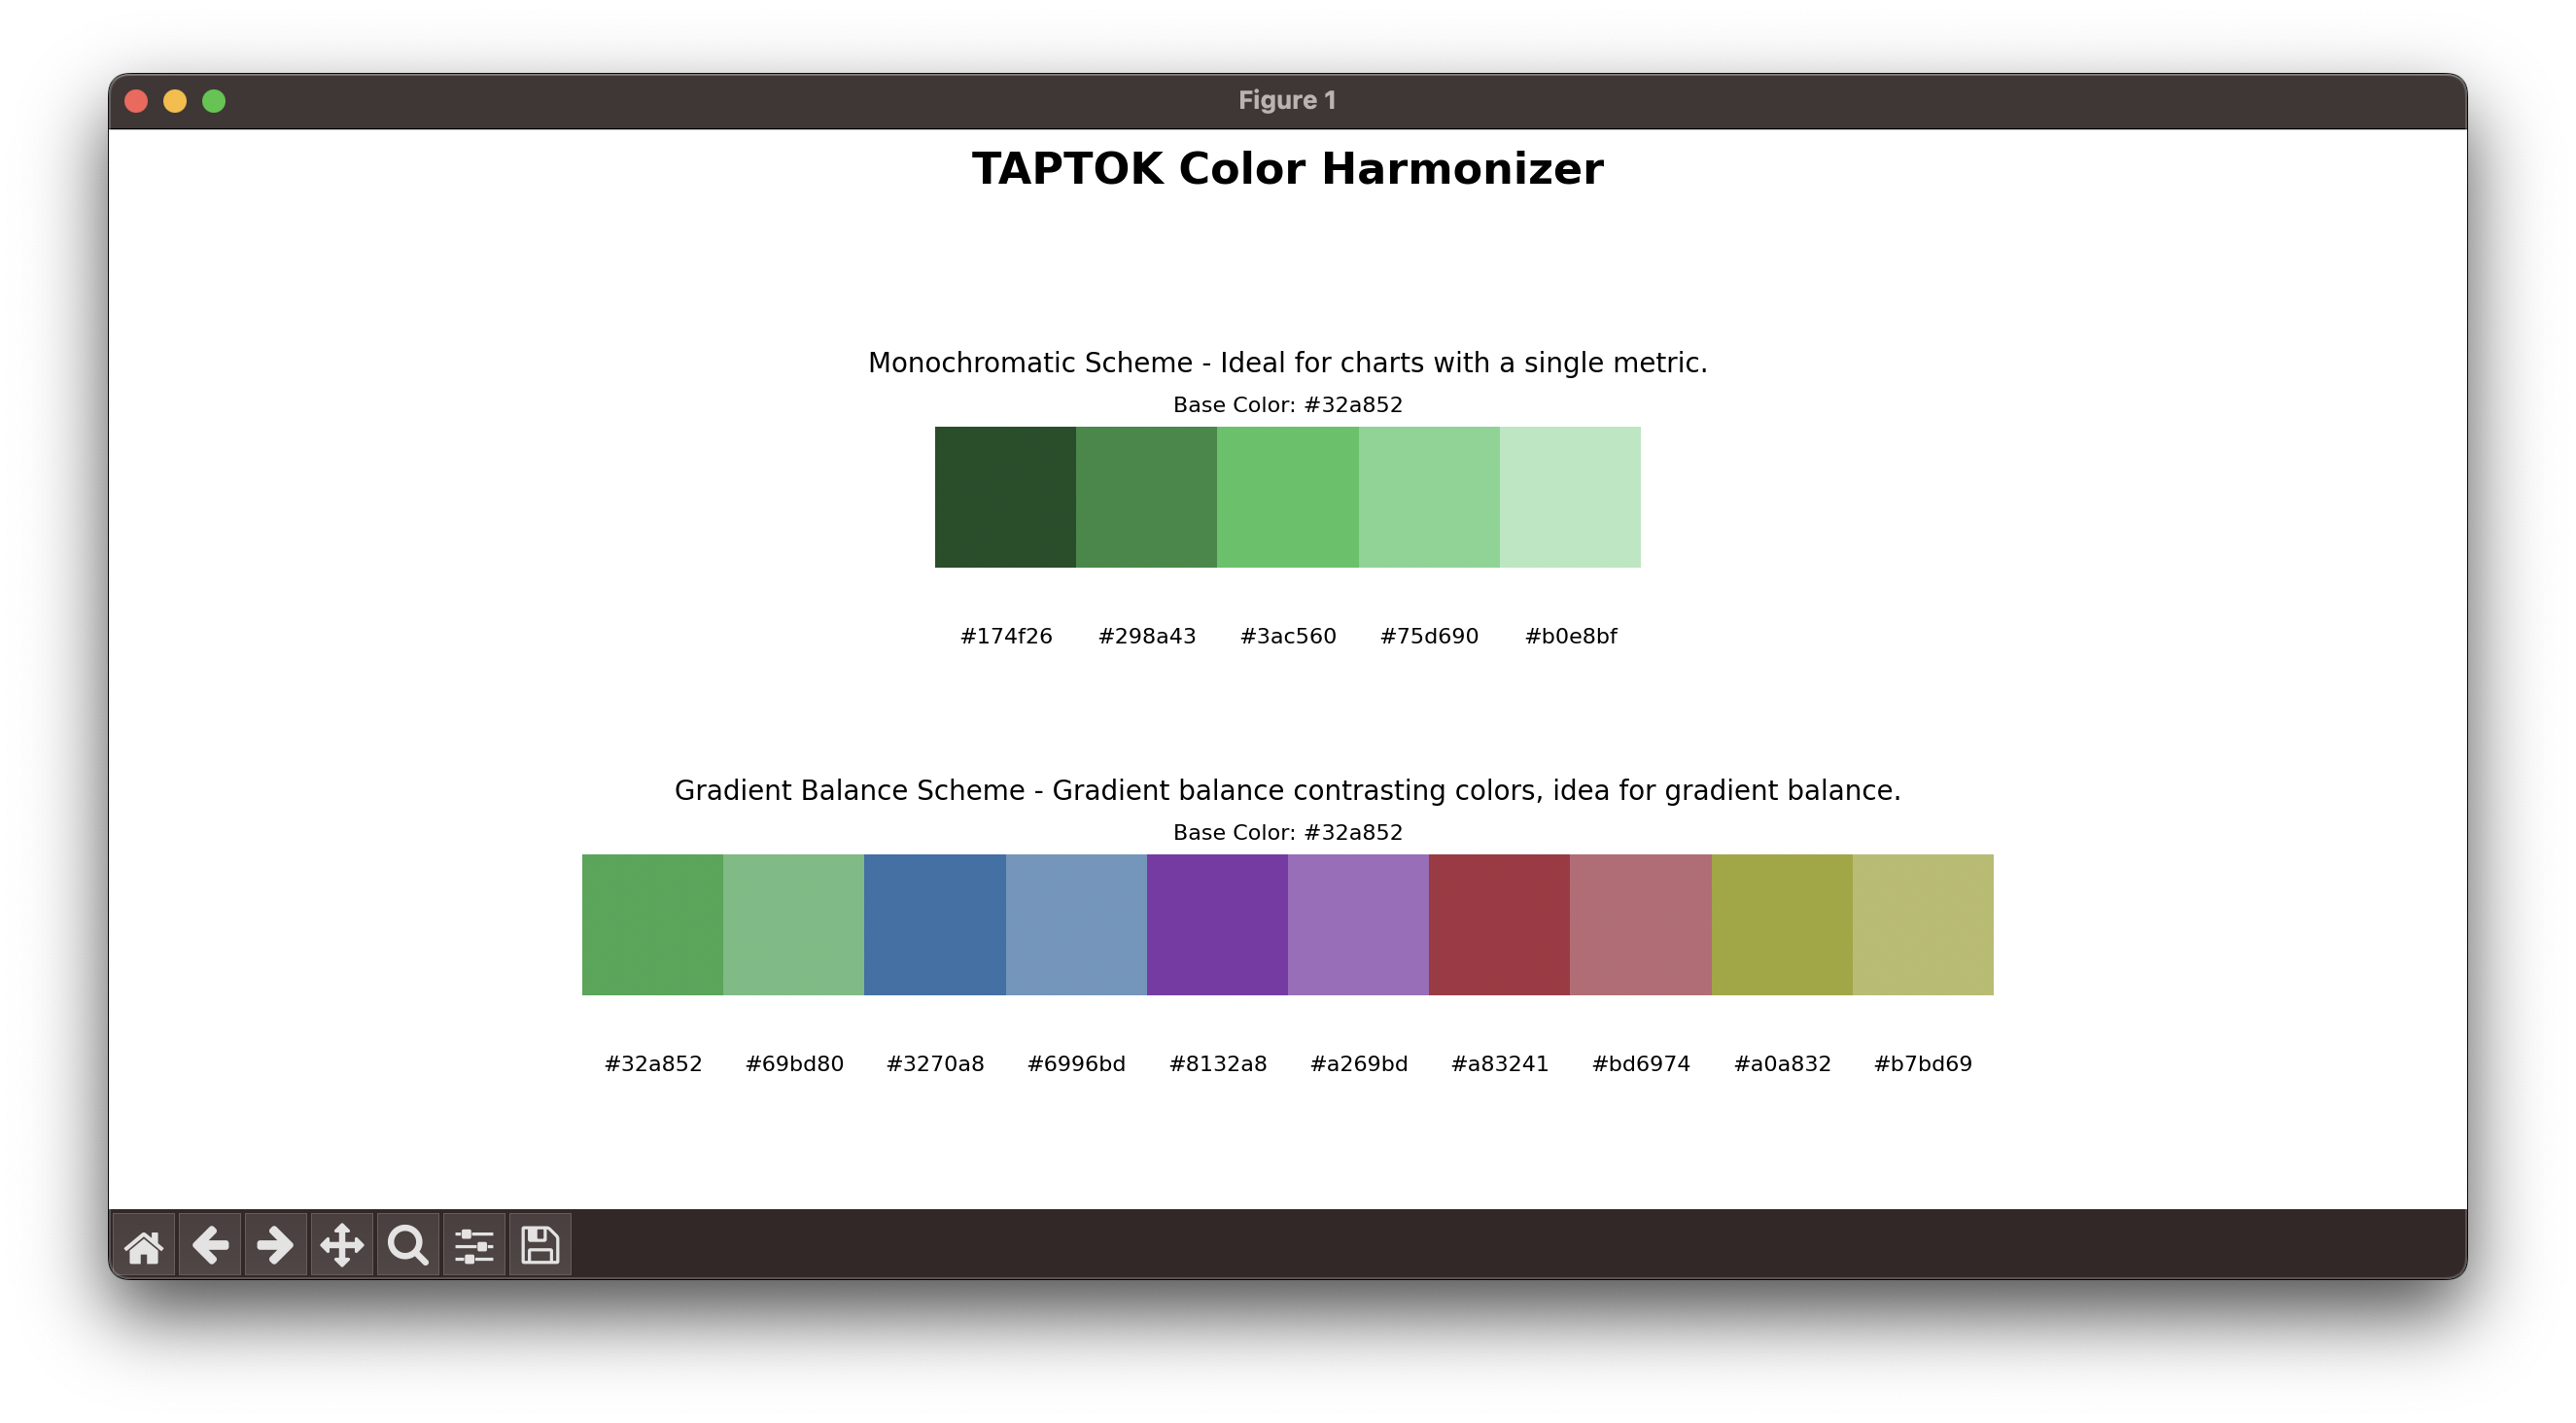 Figure 1
TAPTOK Color Harmonizer
Monochromatic Scheme - Ideal for charts with a single metric.
Base Color: #32a852
#174f26 #298a43 #3ac560 #75d690 #b0e8bf
Gradient Balance Scheme - Gradient balance contrasting colors, idea for gradient balance.
Base Color: #32a852
#32a852 #69bd80 #3270a8 #6996bd #8132a8 #a269bd #a83241 #bd6974 #a0a832 #b7bd69